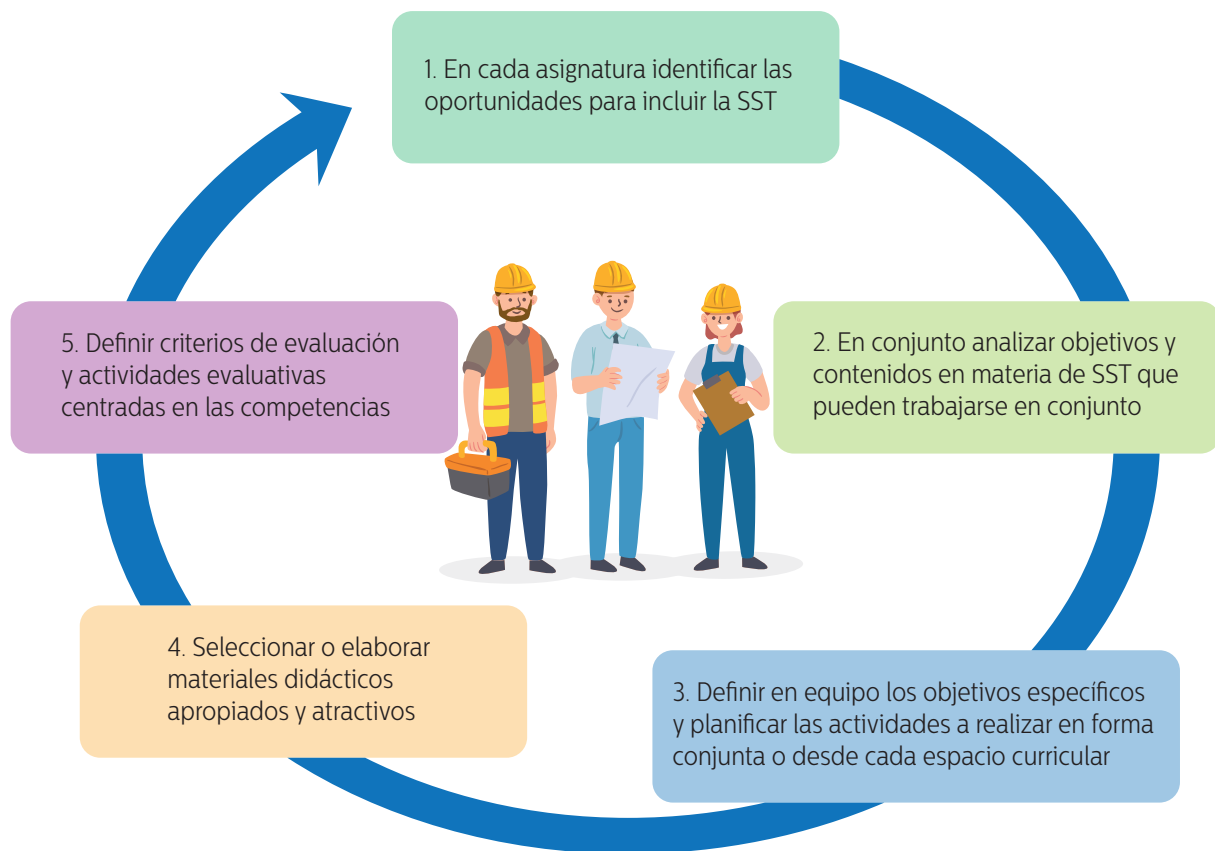 1. En cada asignatura identificar las
oportunidades para incluir la SST
2. En conjunto analizar objetivos y
contenidos en materia de SST que
pueden trabajarse en conjunto
3. Definir en equipo los objetivos específicos
y planificar las actividades a realizar en forma
conjunta o desde cada espacio curricular
4. Seleccionar o elaborar
materiales didácticos
apropiados y atractivos
5. Definir criterios de evaluación
y actividades evaluativas
centradas en las competencias